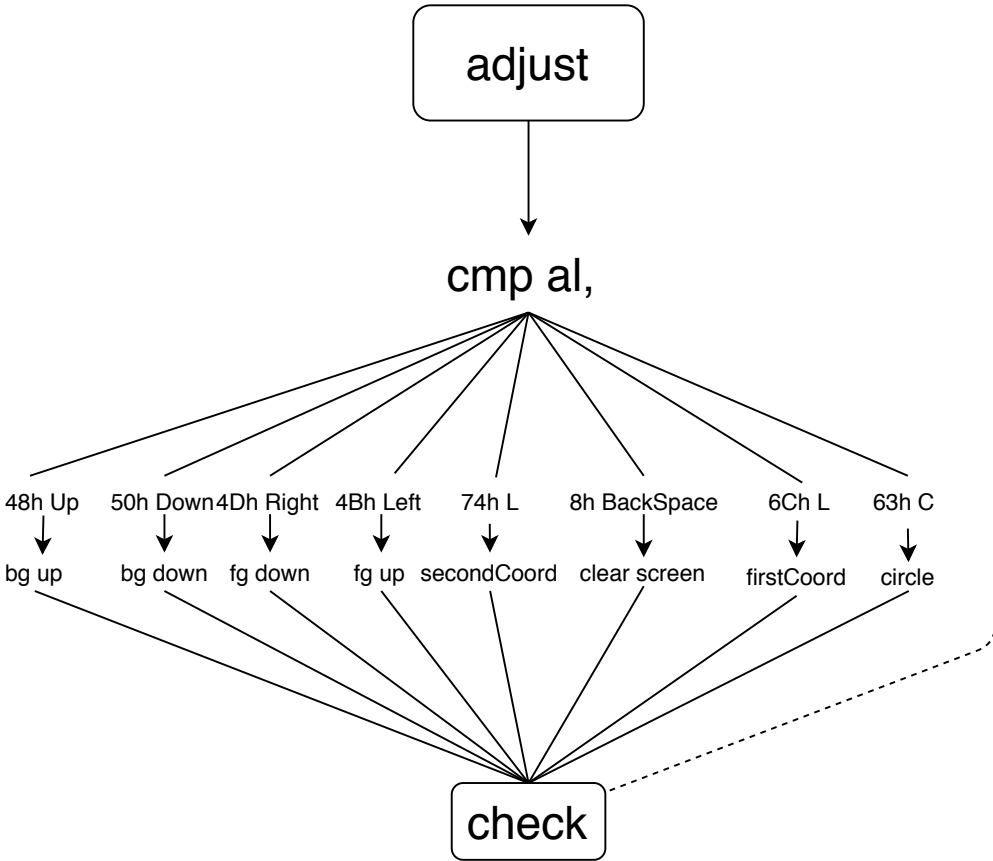 adjust
cmp al,
48h Up
50h Down
4Dh Right
4Bh Left
74h L
8h BackSpace
6Ch L
63h C
bg up
bg down
fg down
fg up
secondCoord
clear screen
firstCoord
circle
check